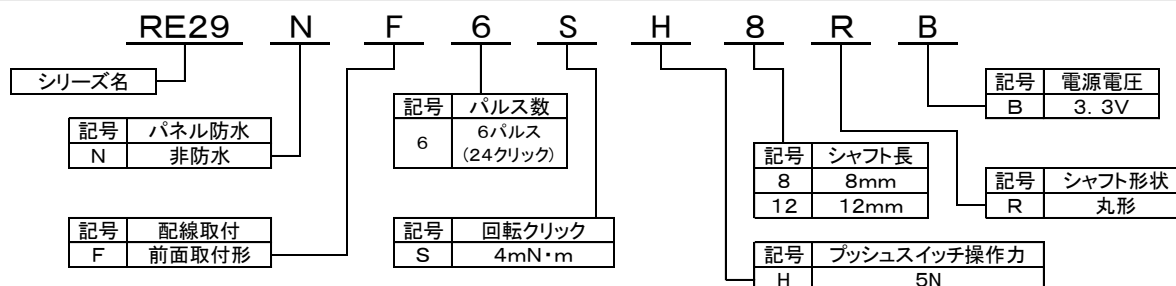 RE29 N F 6 S H 8 R B
シリーズ名
記号 パネル防水
N 非防水
記号 配線取付
F 前面取付形
記号 パルス数
6 6パルス
(24クリック)
記号 回転クリック
S 4mN・m
記号 シャフト長
8 8mm
12 12mm
記号 プッシュスイッチ操作力
H 5N
記号 電源電圧
B 3. 3V
記号 シャフト形状
R 丸形